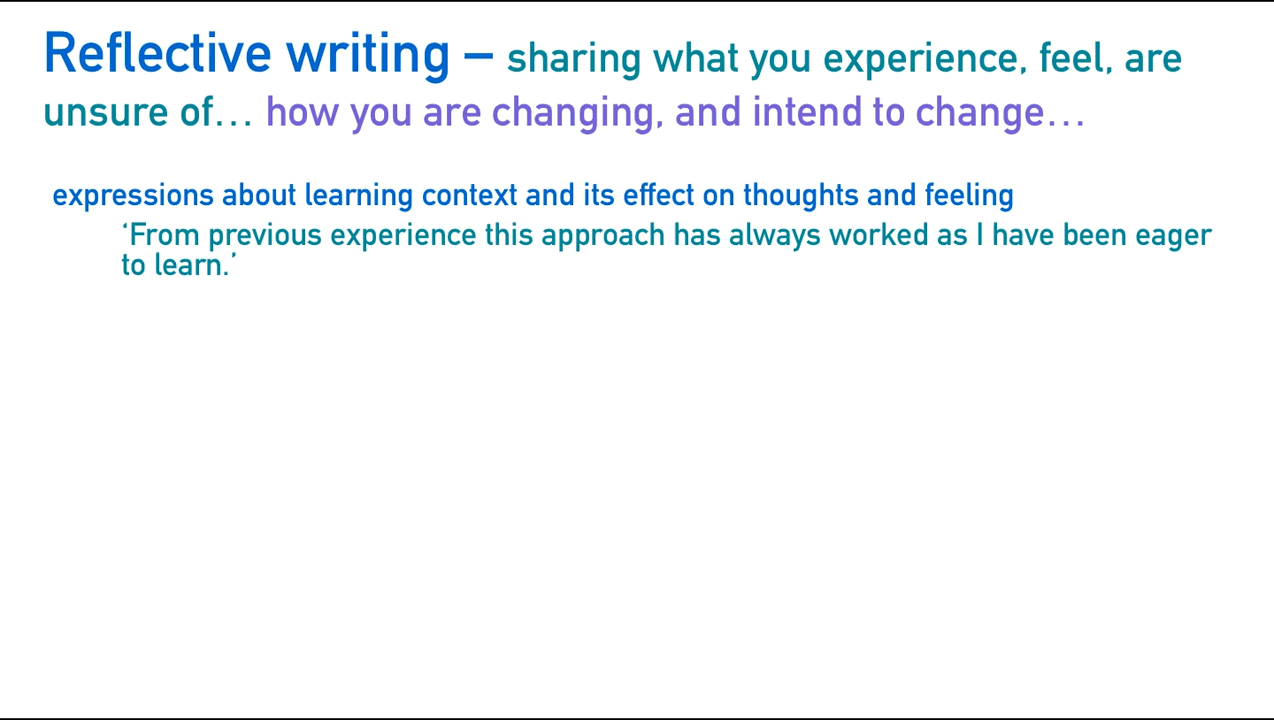 Reflective writing – sharing what you experience, feel, are
unsure of... how you are changing, and intend to change...
expressions about learning context and its effect on thoughts and feeling
‘From previous experience this approach has always worked as I have been eager
to learn.’